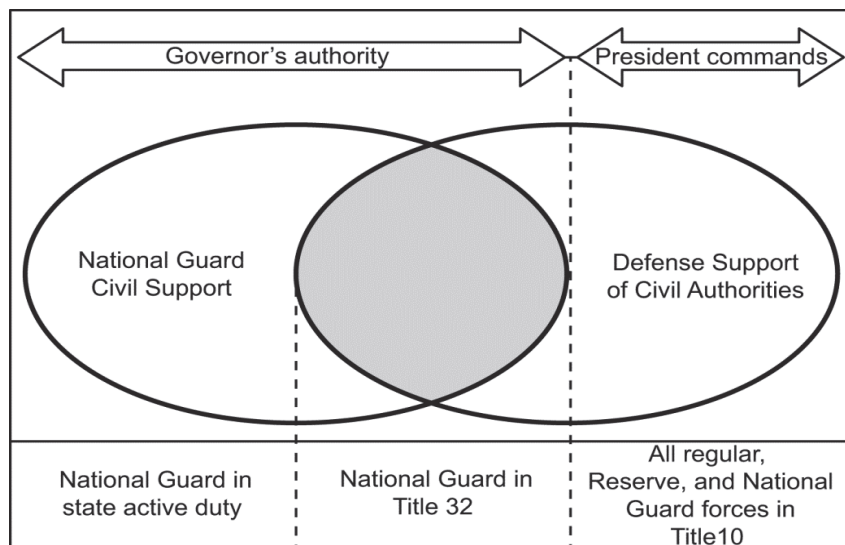 Governor's authority
President commands
National Guard
Civil Support
Defense Support
of Civil Authorities
National Guard in
state active duty
National Guard in
Title 32
All regular,
Reserve, and National
Guard forces in
Title10